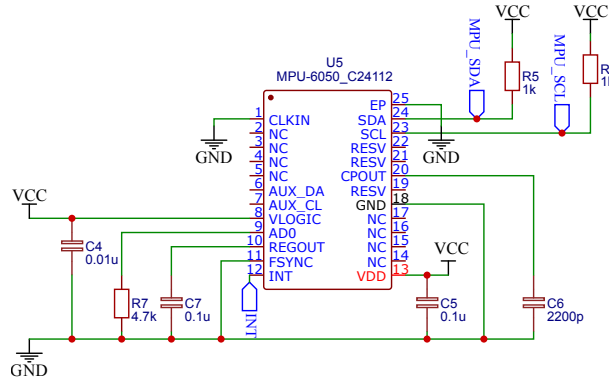 VCC
VCC
MPU_SDA
MPU_SCL
R5
1k
R
U5
MPU-6050_C24112
1 CLKIN
2 NC
3 NC
4 NC
5 NC
6 AUX_DA
7 AUX_CL
8 VLOGIC
9 AD0
10 REGOUT
11 FSYNC
12 INT
EP 25
SDA 24
SCL 23
RESV 22
RESV 21
CPOUT 20
RESV 19
GND 18
NC 17
NC 16
NC 15
NC 14
VDD 13
GND
GND
VCC
VCC
C4
0.01u
R7
4.7k
C7
0.1u
INT
C5
0.1u
C6
2200p
GND